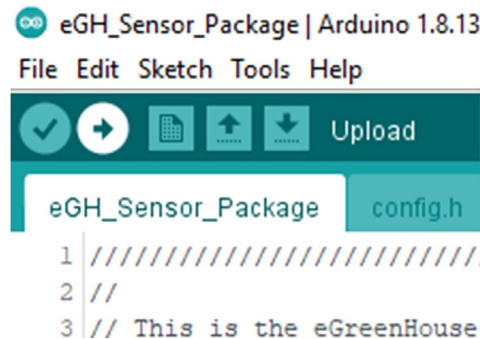 eGH_Sensor_Package | Arduino 1.8.13
File Edit Sketch Tools Help
Upload
eGH_Sensor_Package config.h
1 ///////////////////////////
2 //
3 // This is the eGreenHouse